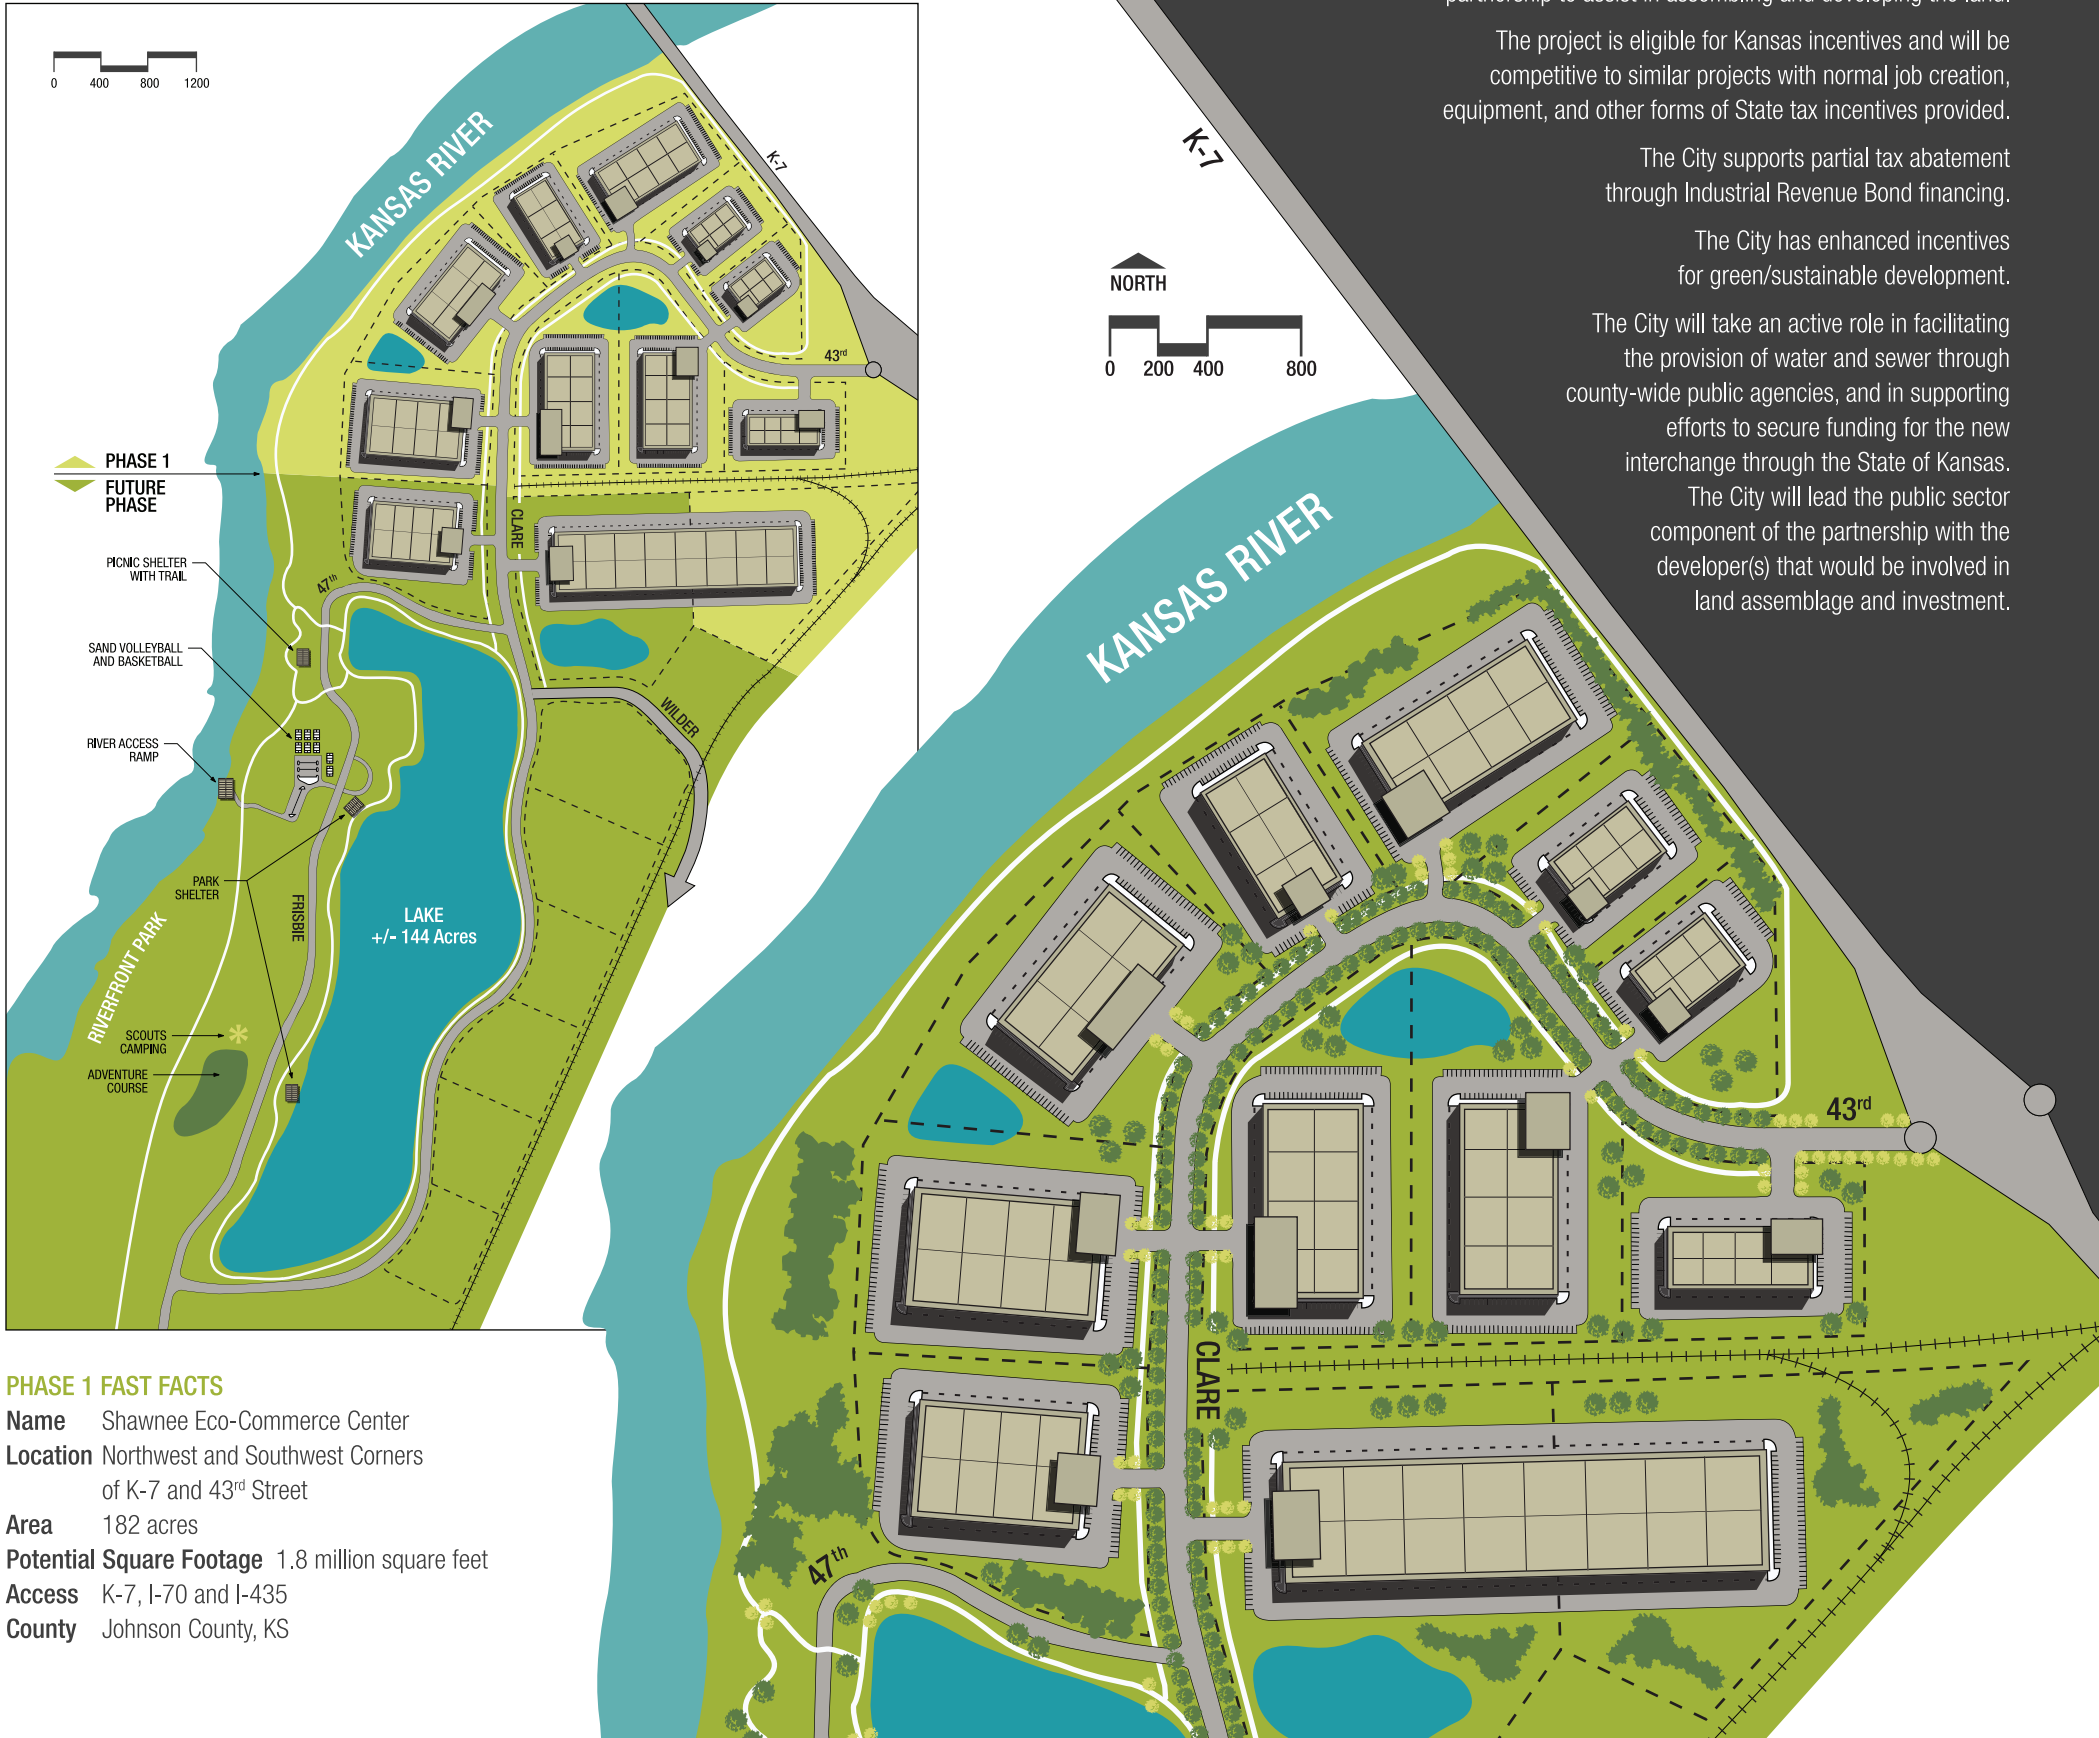 0 400 800 1200
KANSAS RIVER
K-7
43rd
PHASE 1
FUTURE
PHASE
CLARE
47th
PICNIC SHELTER
WITH TRAIL
SAND VOLLEYBALL
AND BASKETBALL
WILDER
RIVER ACCESS
RAMP
PARK
SHELTER
FRISBIE
LAKE
+/- 144 Acres
RIVERFRONT PARK
SCOUTS
CAMPING
ADVENTURE
COURSE
PHASE 1 FAST FACTS
Name Shawnee Eco-Commerce Center
Location Northwest and Southwest Corners
of K-7 and 43rd Street
Area 182 acres
Potential Square Footage 1.8 million square feet
Access K-7, I-70 and I-435
County Johnson County, KS
partnership to assist in assembling and developing the land.
The project is eligible for Kansas incentives and will be
competitive to similar projects with normal job creation,
equipment, and other forms of State tax incentives provided.
The City supports partial tax abatement
through Industrial Revenue Bond financing.
The City has enhanced incentives
for green/sustainable development.
The City will take an active role in facilitating
the provision of water and sewer through
county-wide public agencies, and in supporting
efforts to secure funding for the new
interchange through the State of Kansas.
The City will lead the public sector
component of the partnership with the
developer(s) that would be involved in
land assemblage and investment.
K-7
NORTH
0 200 400 800
KANSAS RIVER
43rd
CLARE
47th